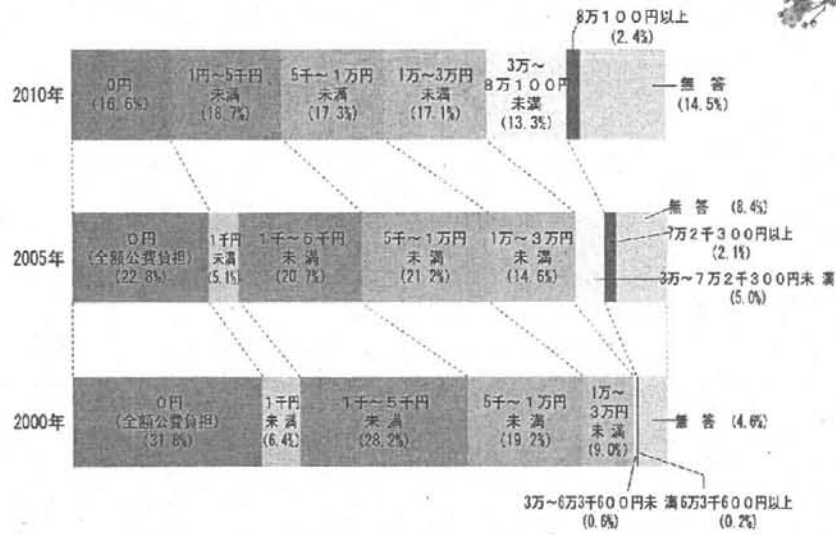 8万100円以上
(2.4%)
2010年
0円
(16.6%)
1円~5千円
未満
(18.7%)
5千~1万円
未満
(17.3%)
1万~3万円
未満
(17.1%)
3万~
8万100円
未満
(13.3%)
無 答
(14.5%)
2005年
0円
(全額公費負担)
(22.8%)
1千円
未満
(5.1%)
1千~5千円
未 満
(20.7%)
5千~1万円
未 満
(21.2%)
1万~3万円
未 満
(14.6%)
無 答 (8.4%)
7万2千300円以上
(2.1%)
3万~7万2千300円未 満
(5.0%)
2000年
0円
(全額公費負担)
(31.8%)
1千円
未 満
(6.4%)
1千~5千円
未 満
(28.2%)
5千~1万円
未 満
(19.2%)
1万~
3万円
未 満
(9.0%)
無 答 (4.6%)
3万~6万3千600円未 満
(0.6%)
6万3千600円以上
(0.2%)